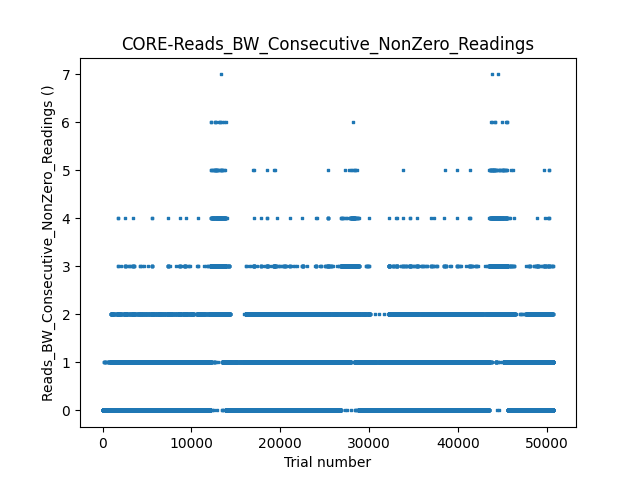 CORE-Reads_BW_Consecutive_NonZero_Readings
Reads_BW_Consecutive_NonZero_Readings ()
7
6
5
4
3
2
1
0
0 10000 20000 30000 40000 50000
Trial number